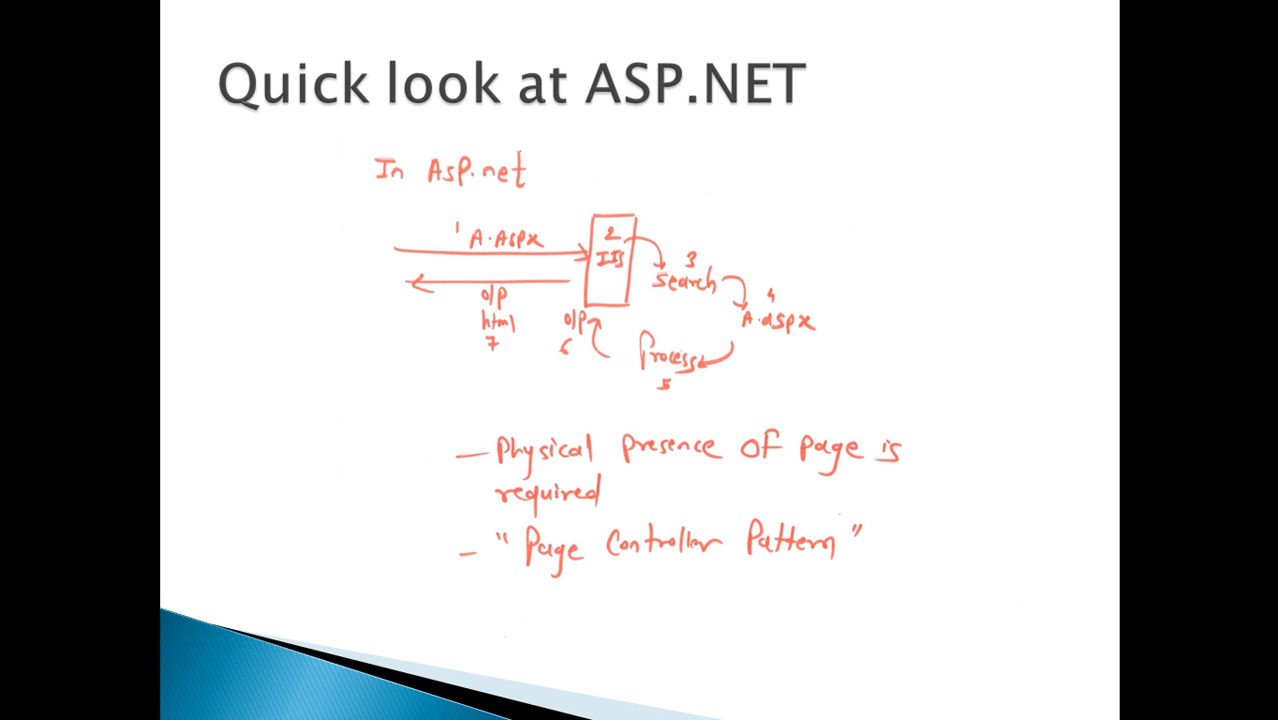 Quick look at ASP.NET
In Asp.net
1 A.Aspx
2
IIS
3
Search
4
A.aspx
o/p
html
7
o/p
6
Process
5
— Physical presence of page is
required
— "Page Controller Pattern"